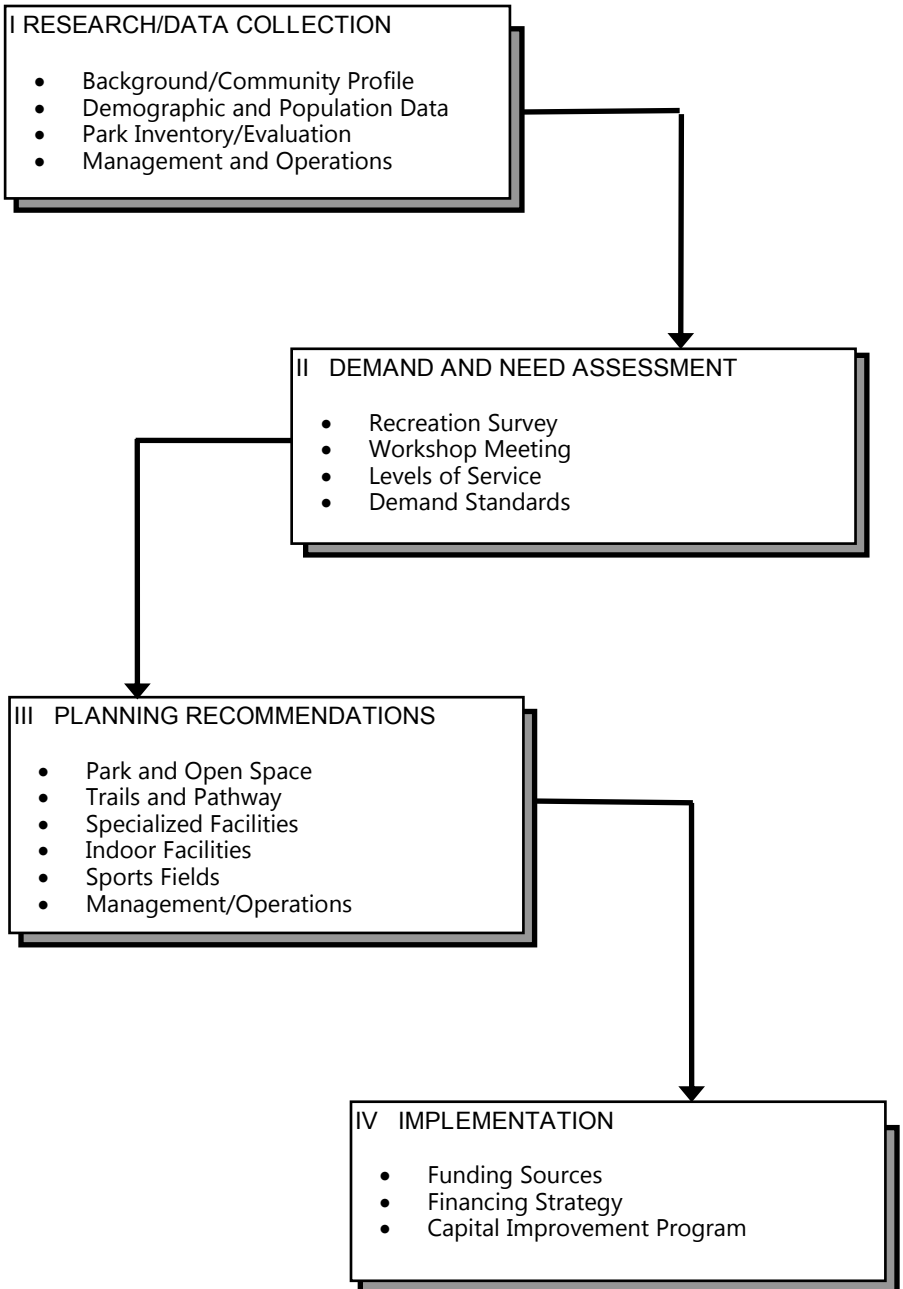 I RESEARCH/DATA COLLECTION
• Background/Community Profile
• Demographic and Population Data
• Park Inventory/Evaluation
• Management and Operations
II DEMAND AND NEED ASSESSMENT
• Recreation Survey
• Workshop Meeting
• Levels of Service
• Demand Standards
III PLANNING RECOMMENDATIONS
• Park and Open Space
• Trails and Pathway
• Specialized Facilities
• Indoor Facilities
• Sports Fields
• Management/Operations
IV IMPLEMENTATION
• Funding Sources
• Financing Strategy
• Capital Improvement Program